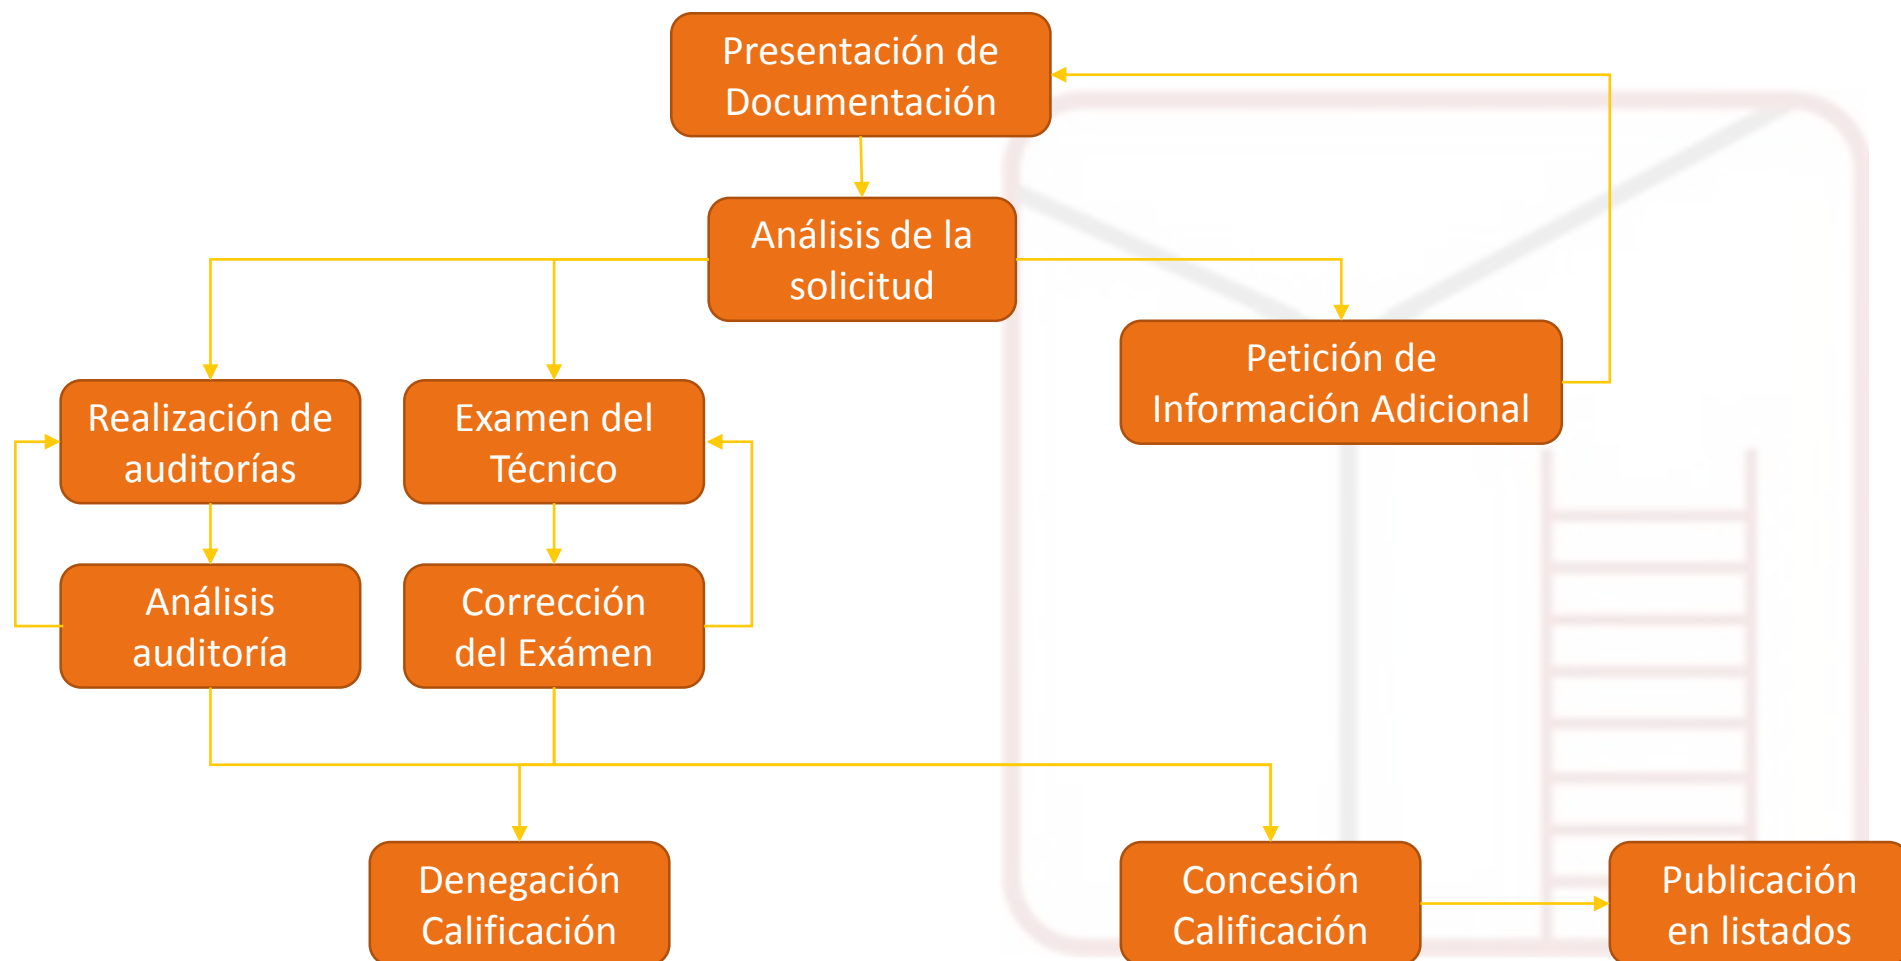 Presentación de
Documentación
Análisis de la
solicitud
Petición de
Información Adicional
Realización de
auditorías
Examen del
Técnico
Análisis
auditoría
Corrección
del Exámen
Denegación
Calificación
Concesión
Calificación
Publicación
en listados